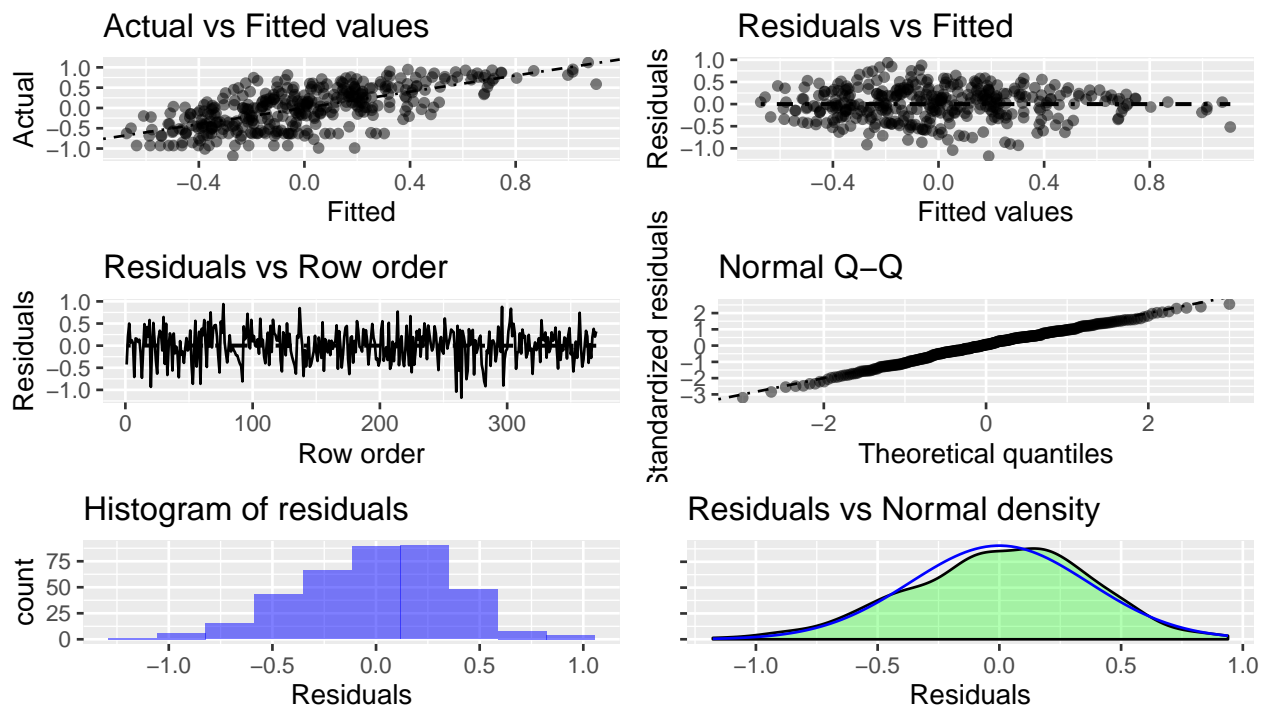 Actual vs Fitted values
Actual
1.0
0.5
0.0
−0.5
−1.0
−0.4
0.0
0.4
0.8
Fitted
Residuals vs Fitted
Residuals
1.0
0.5
0.0
−0.5
−1.0
−0.4
0.0
0.4
0.8
Fitted values
Residuals vs Row order
Residuals
1.0
0.5
0.0
−0.5
−1.0
0
100
200
300
Row order
Normal Q−Q
Standardized residuals
2
1
0
−1
−2
−3
−2
0
2
Theoretical quantiles
Histogram of residuals
count
75
50
25
0
−1.0
−0.5
0.0
0.5
1.0
Residuals
Residuals vs Normal density
−1.0
−0.5
0.0
0.5
1.0
Residuals